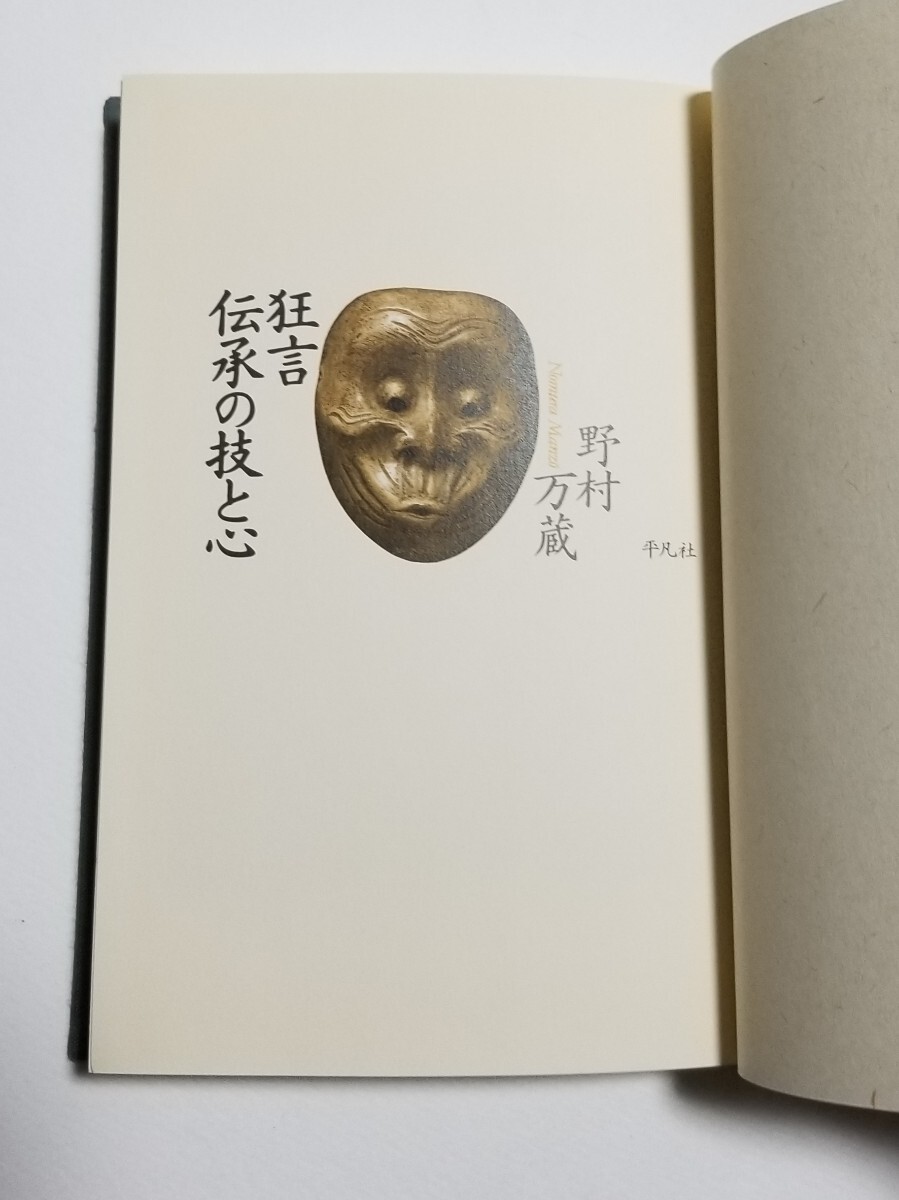 狂言
伝承の技と心
Nomura Manzo
野村
万蔵
平凡社